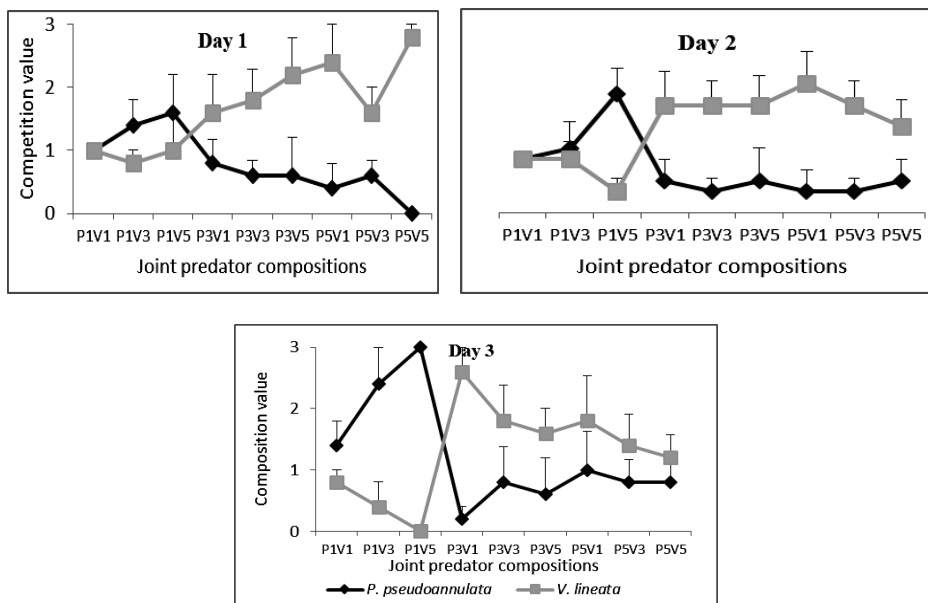 Day 1
Competition value
3
2
1
0
P1V1 P1V3 P1V5 P3V1 P3V3 P3V5 P5V1 P5V3 P5V5
Joint predator compositions
Day 2
P1V1 P1V3 P1V5 P3V1 P3V3 P3V5 P5V1 P5V3 P5V5
Joint predator compositions
Day 3
Composition value
3
2
1
0
P1V1 P1V3 P1V5 P3V1 P3V3 P3V5 P5V1 P5V3 P5V5
Joint predator compositions
P. pseudoannulata V. lineata